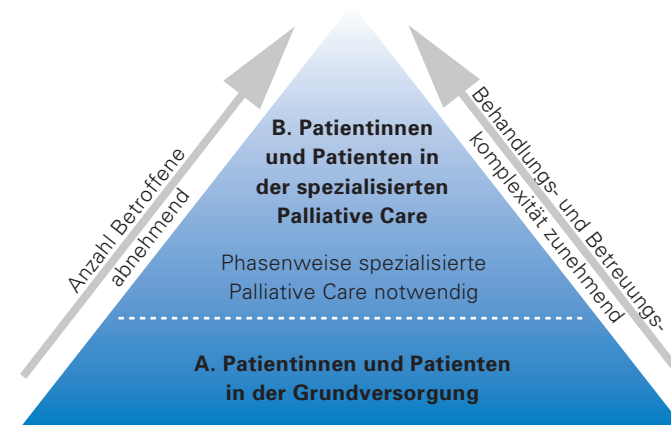 Anzahl Betroffene
abnehmend
B. Patientinnen
und Patienten in
der spezialisierten
Palliative Care
Phasenweise spezialisierte
Palliative Care notwendig
A. Patientinnen und Patienten
in der Grundversorgung
Behandlungs- und Betreuungs-
komplexität zunehmend